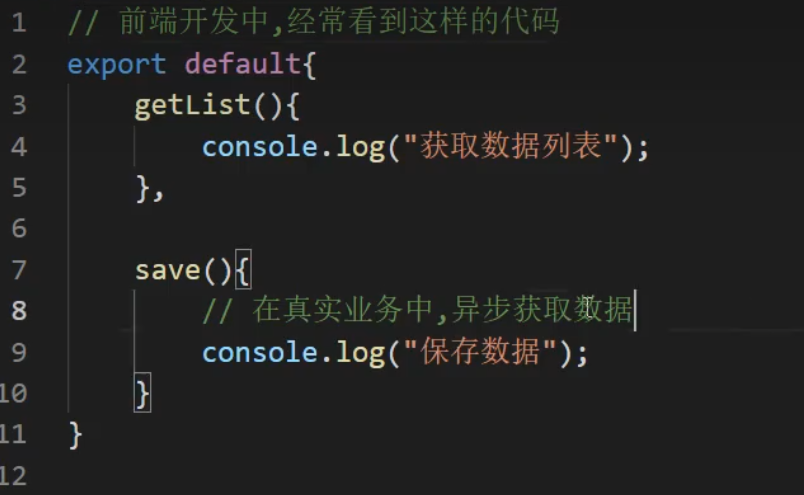 1 // 前端开发中,经常看到这样的代码
2 export default{
3 getList(){
4 console.log("获取数据列表");
5 },
6
7 save(){
8 // 在真实业务中,异步获取数据
9 console.log("保存数据");
10 }
11 }
12